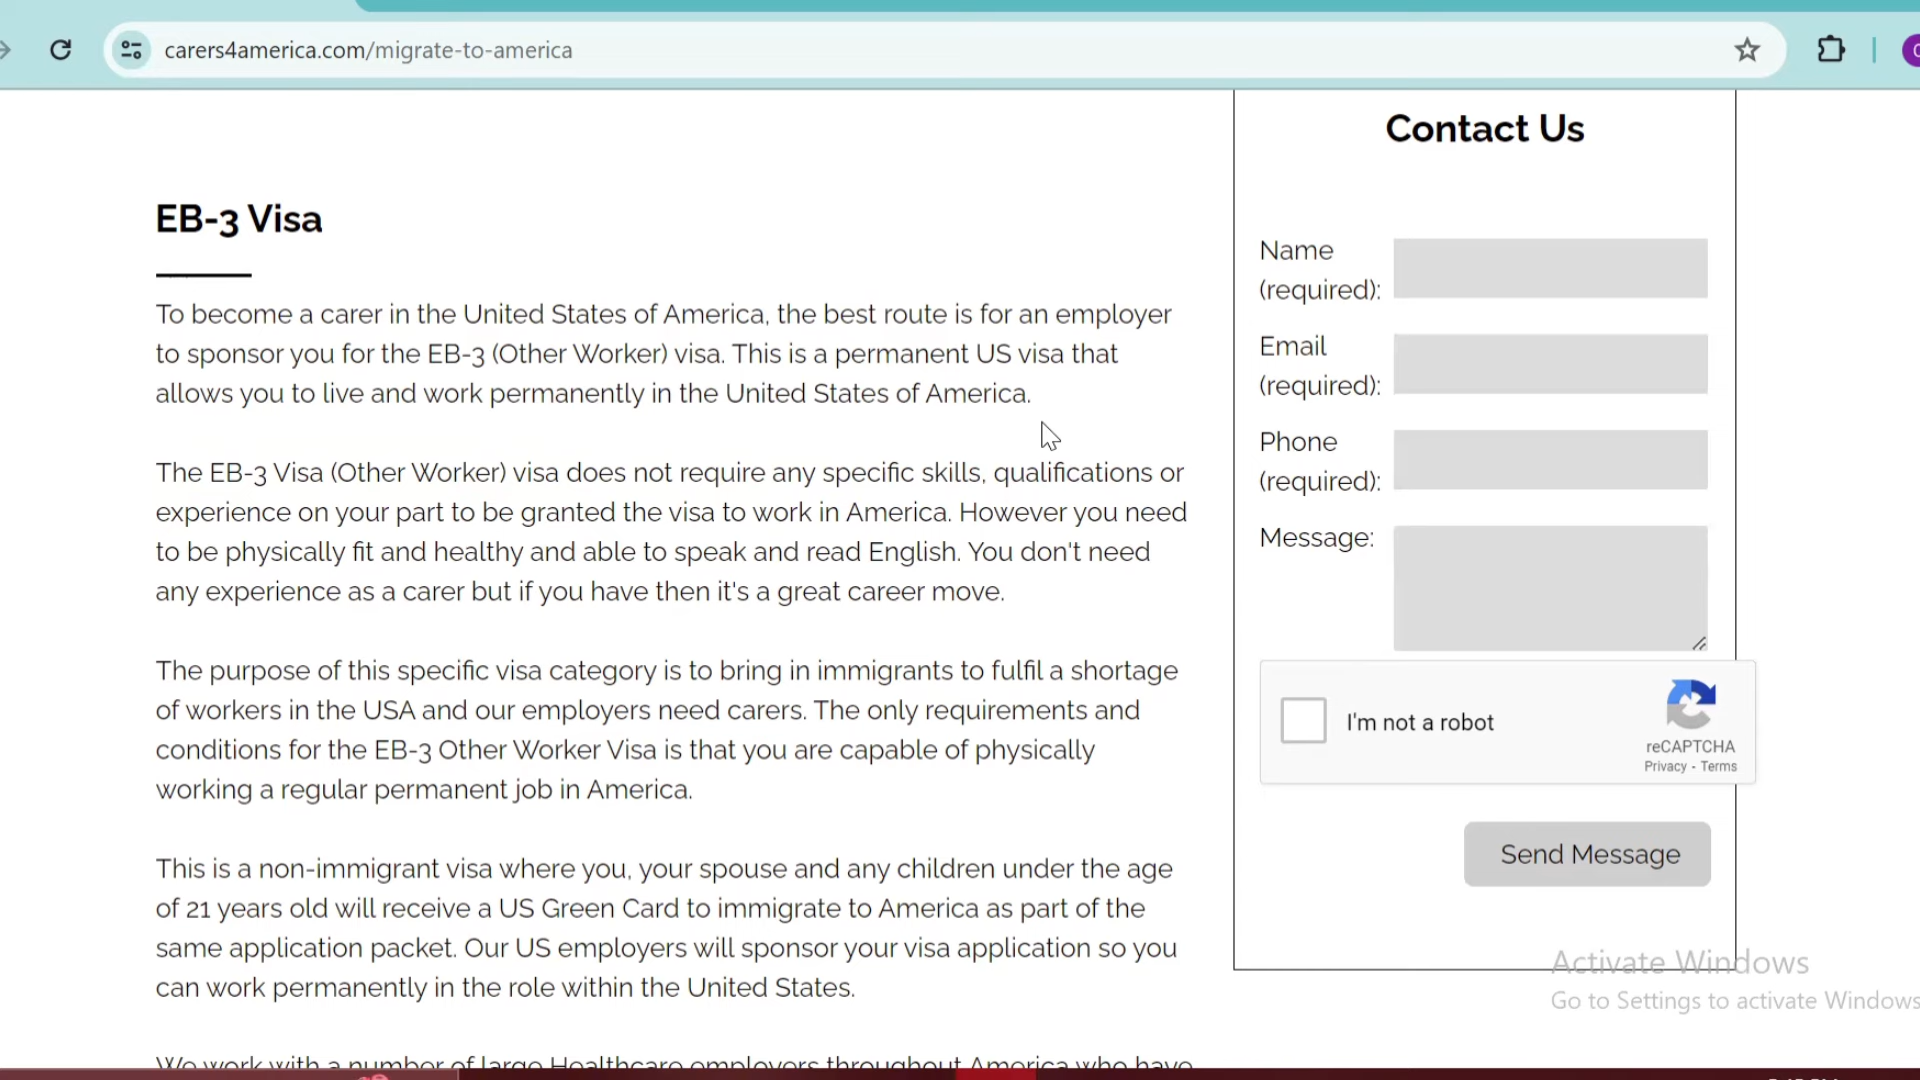 carers4america.com/migrate-to-america
EB-3 Visa
To become a carer in the United States of America, the best route is for an employer
to sponsor you for the EB-3 (Other Worker) visa. This is a permanent US visa that
allows you to live and work permanently in the United States of America.
The EB-3 Visa (Other Worker) visa does not require any specific skills, qualifications or
experience on your part to be granted the visa to work in America. However you need
to be physically fit and healthy and able to speak and read English. You don't need
any experience as a carer but if you have then it's a great career move.
The purpose of this specific visa category is to bring in immigrants to fulfil a shortage
of workers in the USA and our employers need carers. The only requirements and
conditions for the EB-3 Other Worker Visa is that you are capable of physically
working a regular permanent job in America.
This is a non-immigrant visa where you, your spouse and any children under the age
of 21 years old will receive a US Green Card to immigrate to America as part of the
same application packet. Our US employers will sponsor your visa application so you
can work permanently in the role within the United States.
We work with a number of large Healthcare employers throughout America who have
Contact Us
Name
(required):
Email
(required):
Phone
(required):
Message:
I'm not a robot
reCAPTCHA
Privacy - Terms
Send Message
Activate Windows
Go to Settings to activate Windows